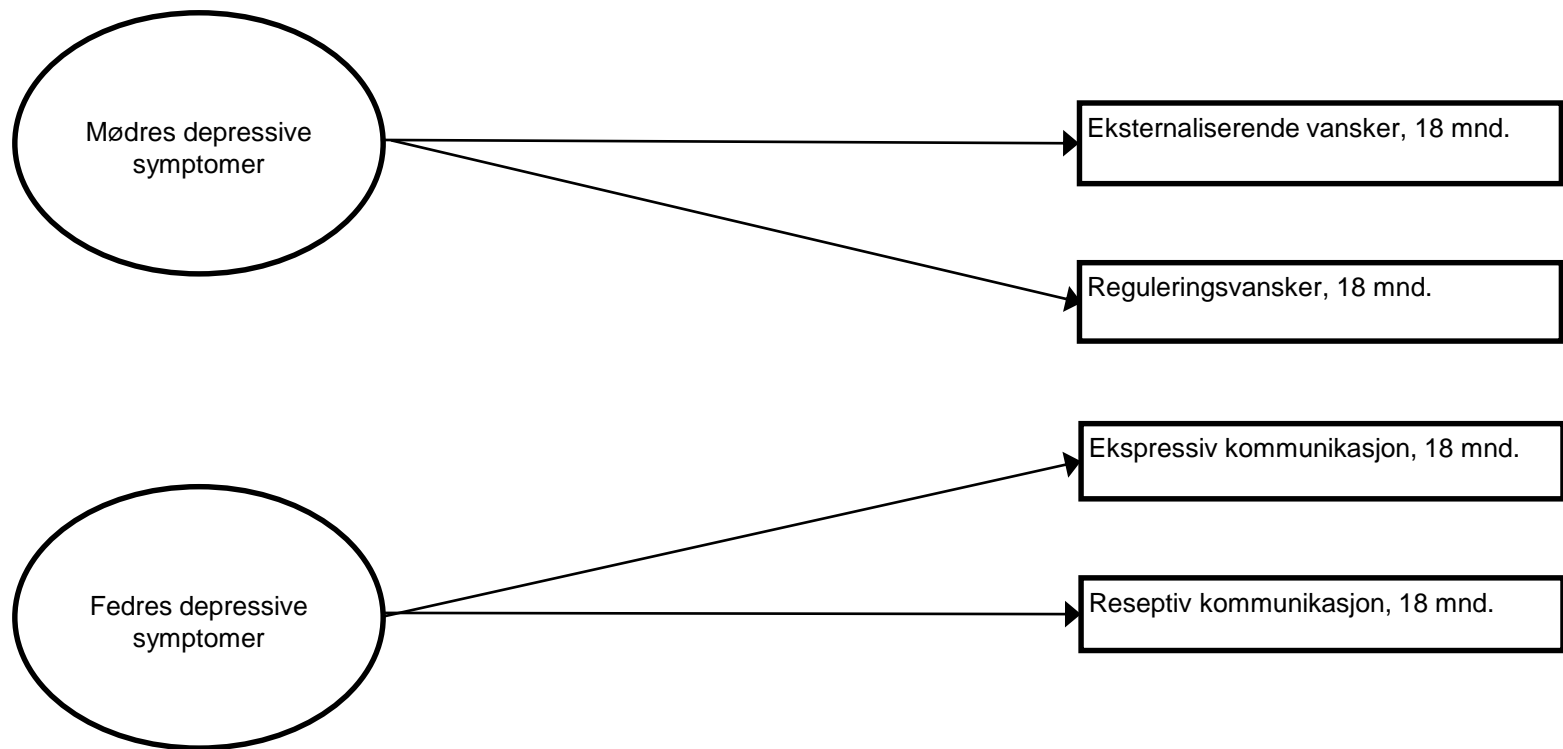 Mødres depressive
symptomer
Eksternaliserende vansker, 18 mnd.
Reguleringsvansker, 18 mnd.
Ekspressiv kommunikasjon, 18 mnd.
Fedres depressive
symptomer
Reseptiv kommunikasjon, 18 mnd.